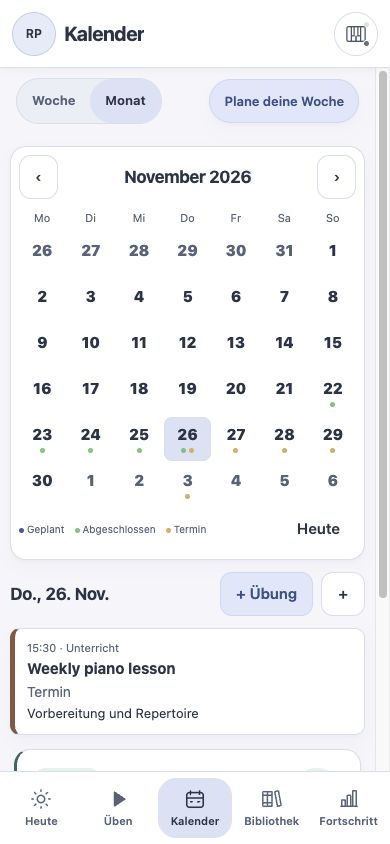 RP Kalender
Woche Monat Plane deine Woche
‹ November 2026 ›
Mo Di Mi Do Fr Sa So
26 27 28 29 30 31 1
2 3 4 5 6 7 8
9 10 11 12 13 14 15
16 17 18 19 20 21 22
23 24 25 26 27 28 29
30 1 2 3 4 5 6
Geplant Abgeschlossen Termin Heute
Do., 26. Nov. + Übung +
15:30 · Unterricht
Weekly piano lesson
Termin
Vorbereitung und Repertoire
Heute Üben Kalender Bibliothek Fortschritt